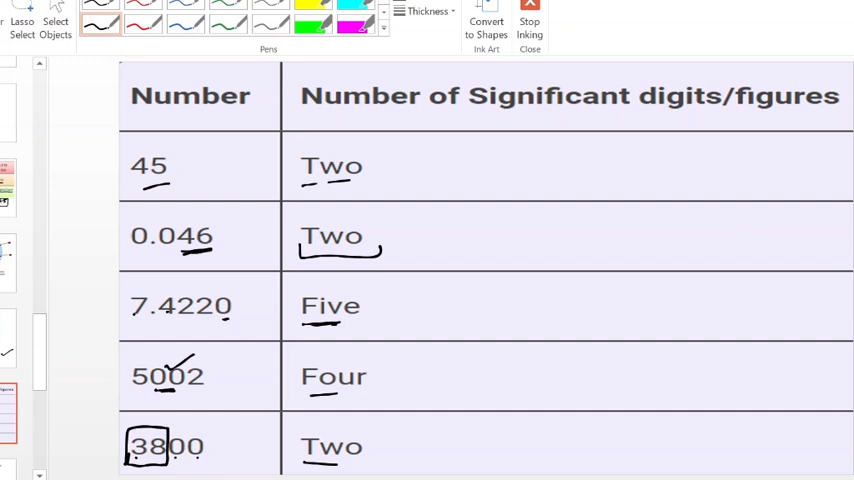 Lasso Select
Select Objects
Thickness
Convert to Shapes
Stop Inking
Pens
Ink Art
Close
Number Number of Significant digits/figures
45 Two
0.046 Two
7.4220 Five
5002 Four
3800 Two